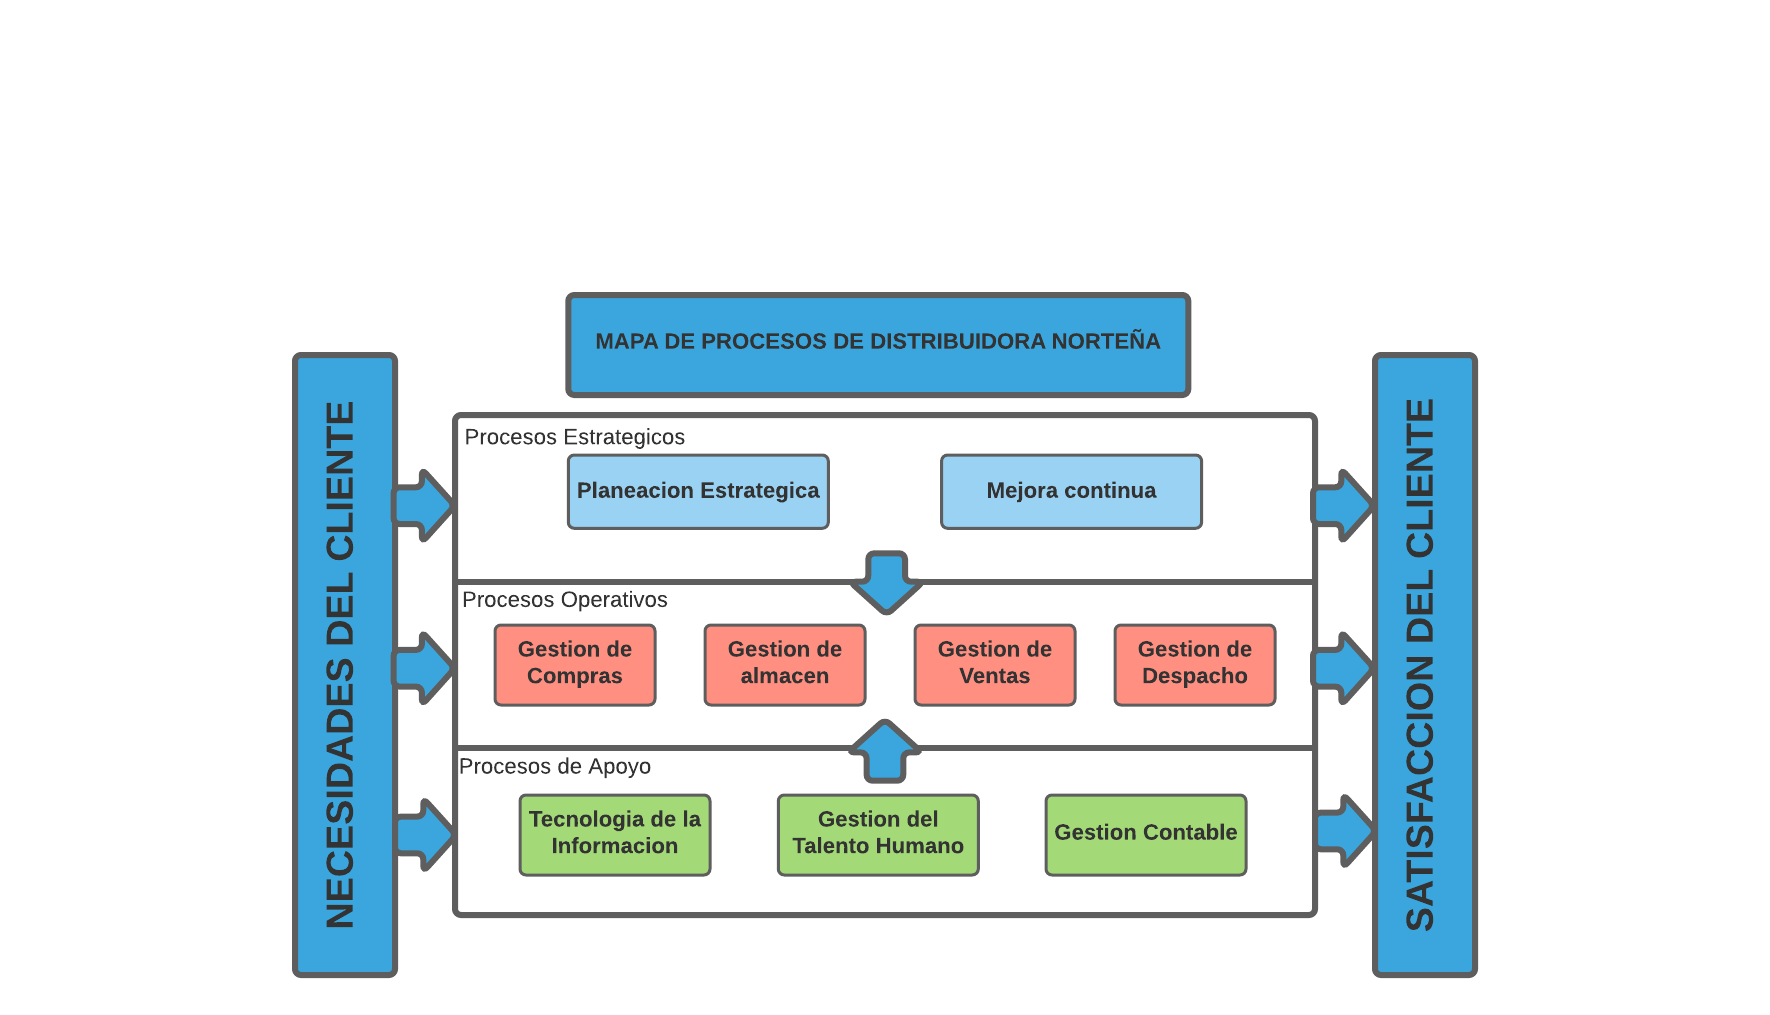 MAPA DE PROCESOS DE DISTRIBUIDORA NORTEÑA
NECESIDADES DEL CLIENTE
Procesos Estrategicos
Planeacion Estrategica
Mejora continua
Procesos Operativos
Gestion de
Compras
Gestion de
almacen
Gestion de
Ventas
Gestion de
Despacho
Procesos de Apoyo
Tecnologia de la
Informacion
Gestion del
Talento Humano
Gestion Contable
SATISFACCION DEL CLIENTE